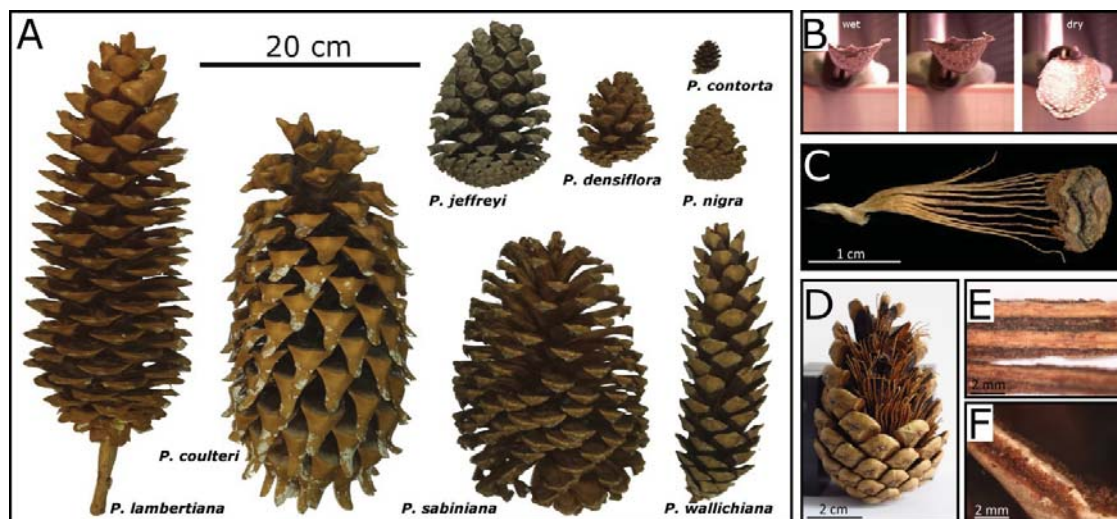 A
20 cm
P. contorta
P. jeffreyi
P. densiflora
P. nigra
P. coulteri
P. lambertiana
P. sabiniana
P. wallichiana
B
wet
dry
C
1 cm
D
2 cm
E
2 mm
F
2 mm